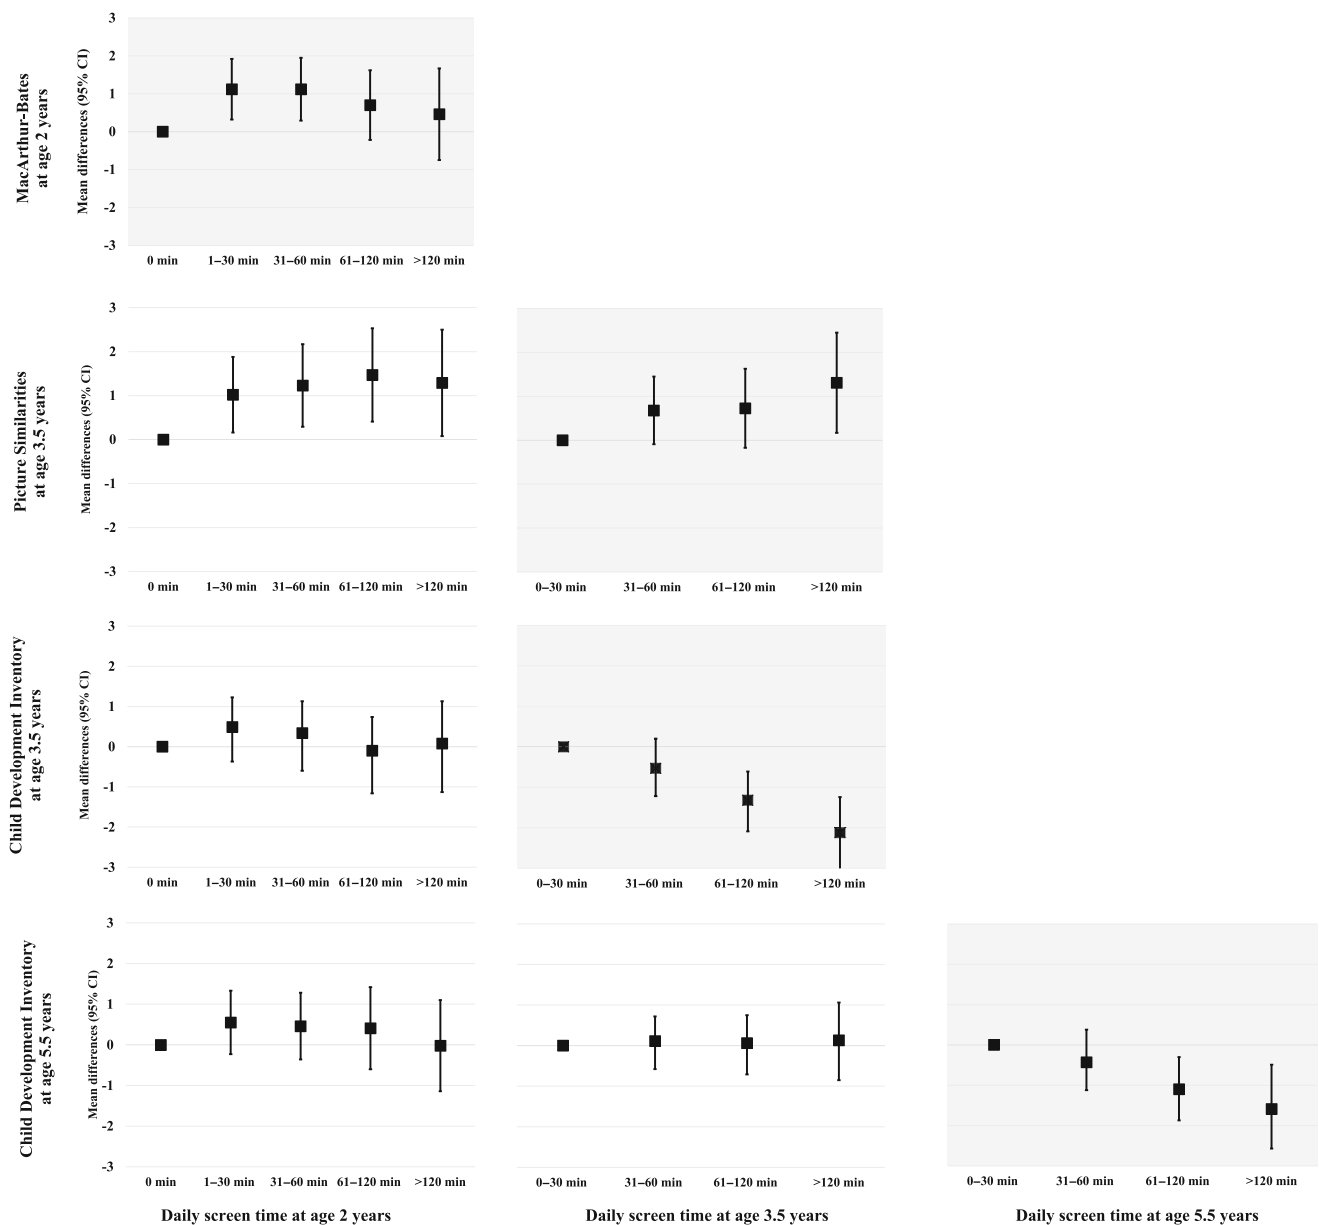 MacArthur-Bates
at age 2 years
Mean differences (95% CI)
3
2
1
0
-1
-2
-3
0 min 1–30 min 31–60 min 61–120 min >120 min
Picture Similarities
at age 3.5 years
Mean differences (95% CI)
3
2
1
0
-1
-2
-3
0 min 1–30 min 31–60 min 61–120 min >120 min
0–30 min 31–60 min 61–120 min >120 min
Child Development Inventory
at age 3.5 years
Mean differences (95% CI)
3
2
1
0
-1
-2
-3
0 min 1–30 min 31–60 min 61–120 min >120 min
0–30 min 31–60 min 61–120 min >120 min
Child Development Inventory
at age 5.5 years
Mean differences (95% CI)
3
2
1
0
-1
-2
-3
0 min 1–30 min 31–60 min 61–120 min >120 min
0–30 min 31–60 min 61–120 min >120 min
0–30 min 31–60 min 61–120 min >120 min
Daily screen time at age 2 years
Daily screen time at age 3.5 years
Daily screen time at age 5.5 years